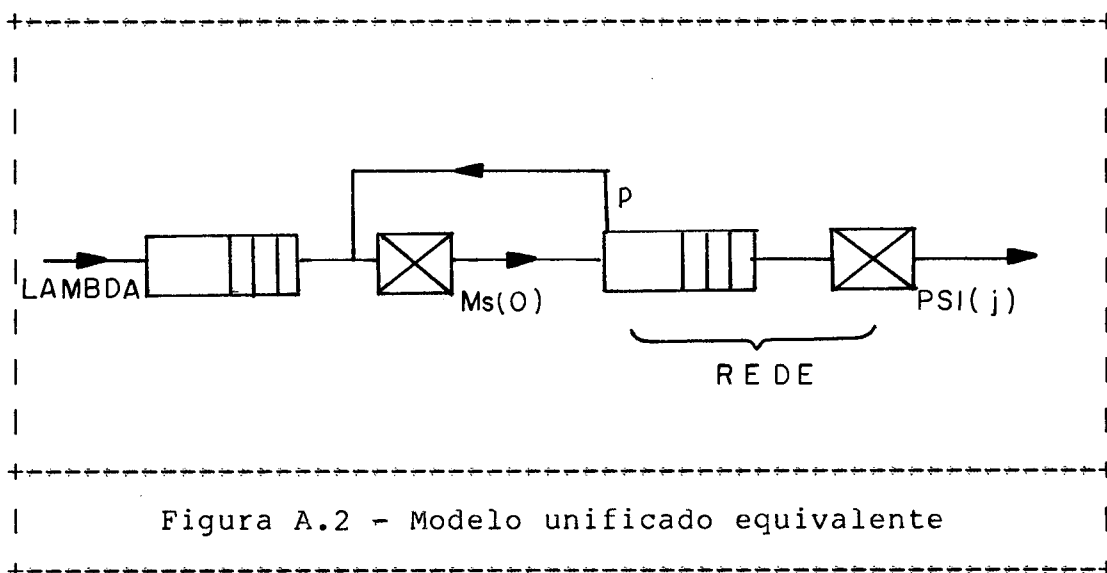 p
LAMBDA
Ms(0)
PSI(j)
REDE
Figura A.2 - Modelo unificado equivalente